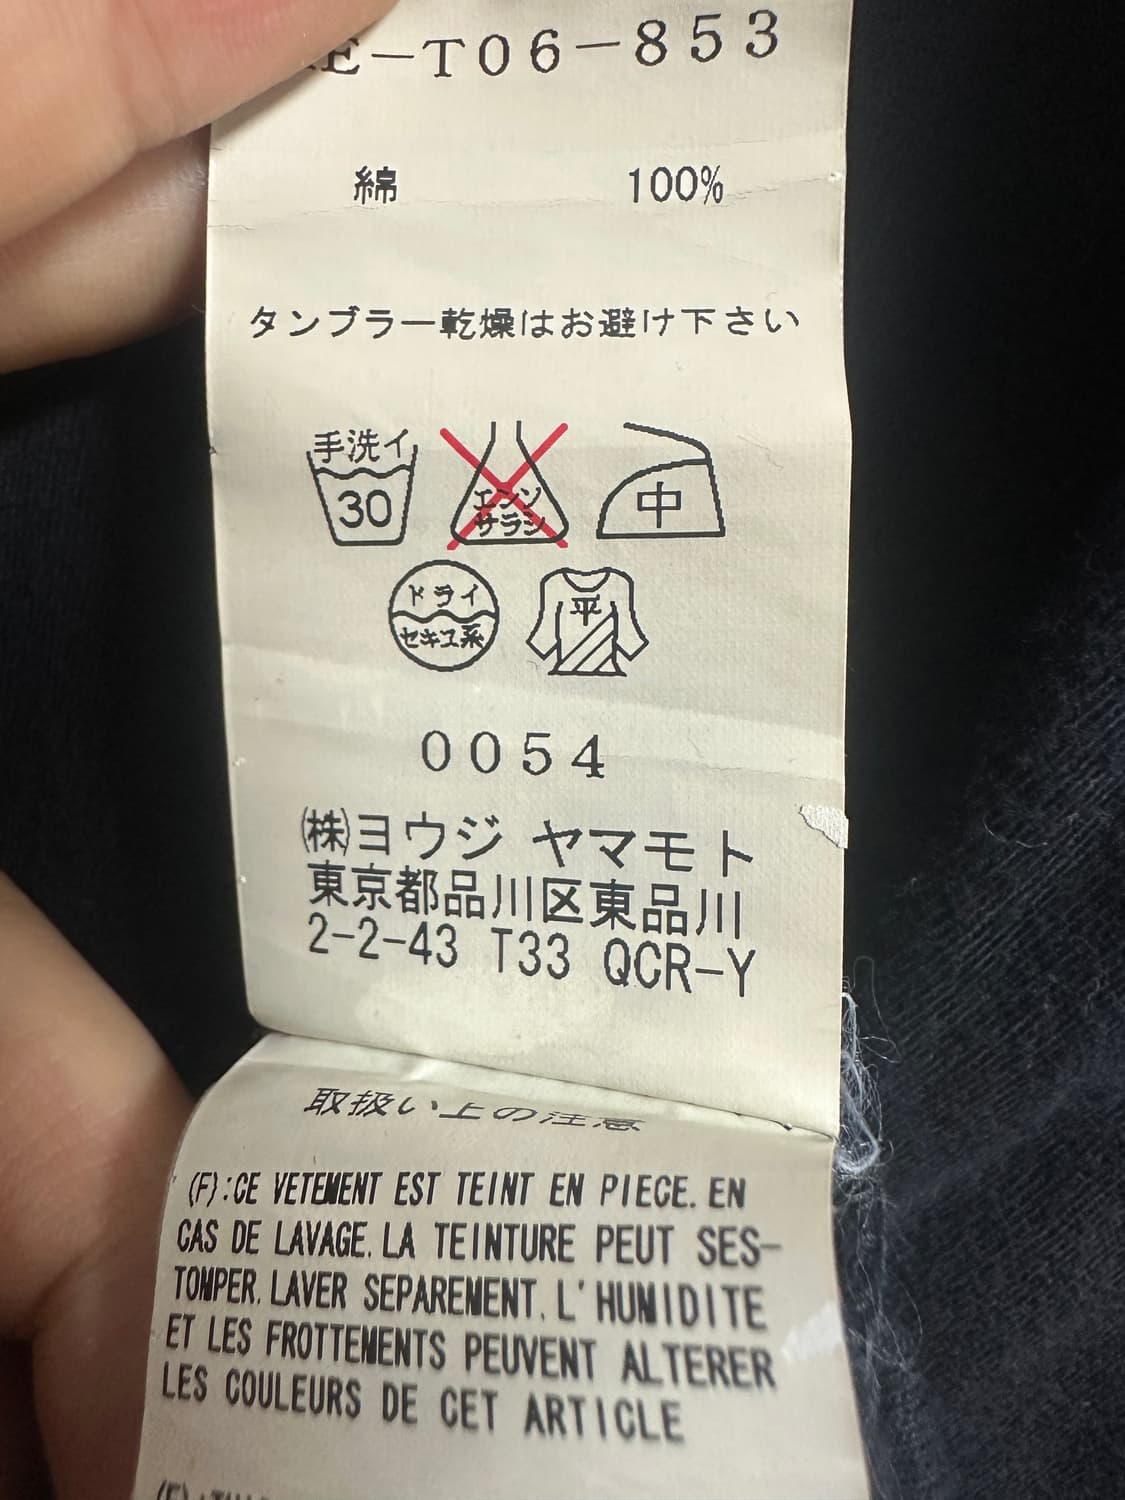 E-T06-853
綿 100%
タンブラー乾燥はお避け下さい
手洗イ
30
エンソ
サラシ
中
ドライ
セキユ系
平
0054
㈱ヨウジ ヤマモト
東京都品川区東品川
2-2-43 T33 QCR-Y
取扱い上の注意
(F):CE VETEMENT EST TEINT EN PIECE. EN
CAS DE LAVAGE. LA TEINTURE PEUT SES-
TOMPER. LAVER SEPAREMENT. L'HUMIDITE
ET LES FROTTEMENTS PEUVENT ALTERER
LES COULEURS DE CET ARTICLE